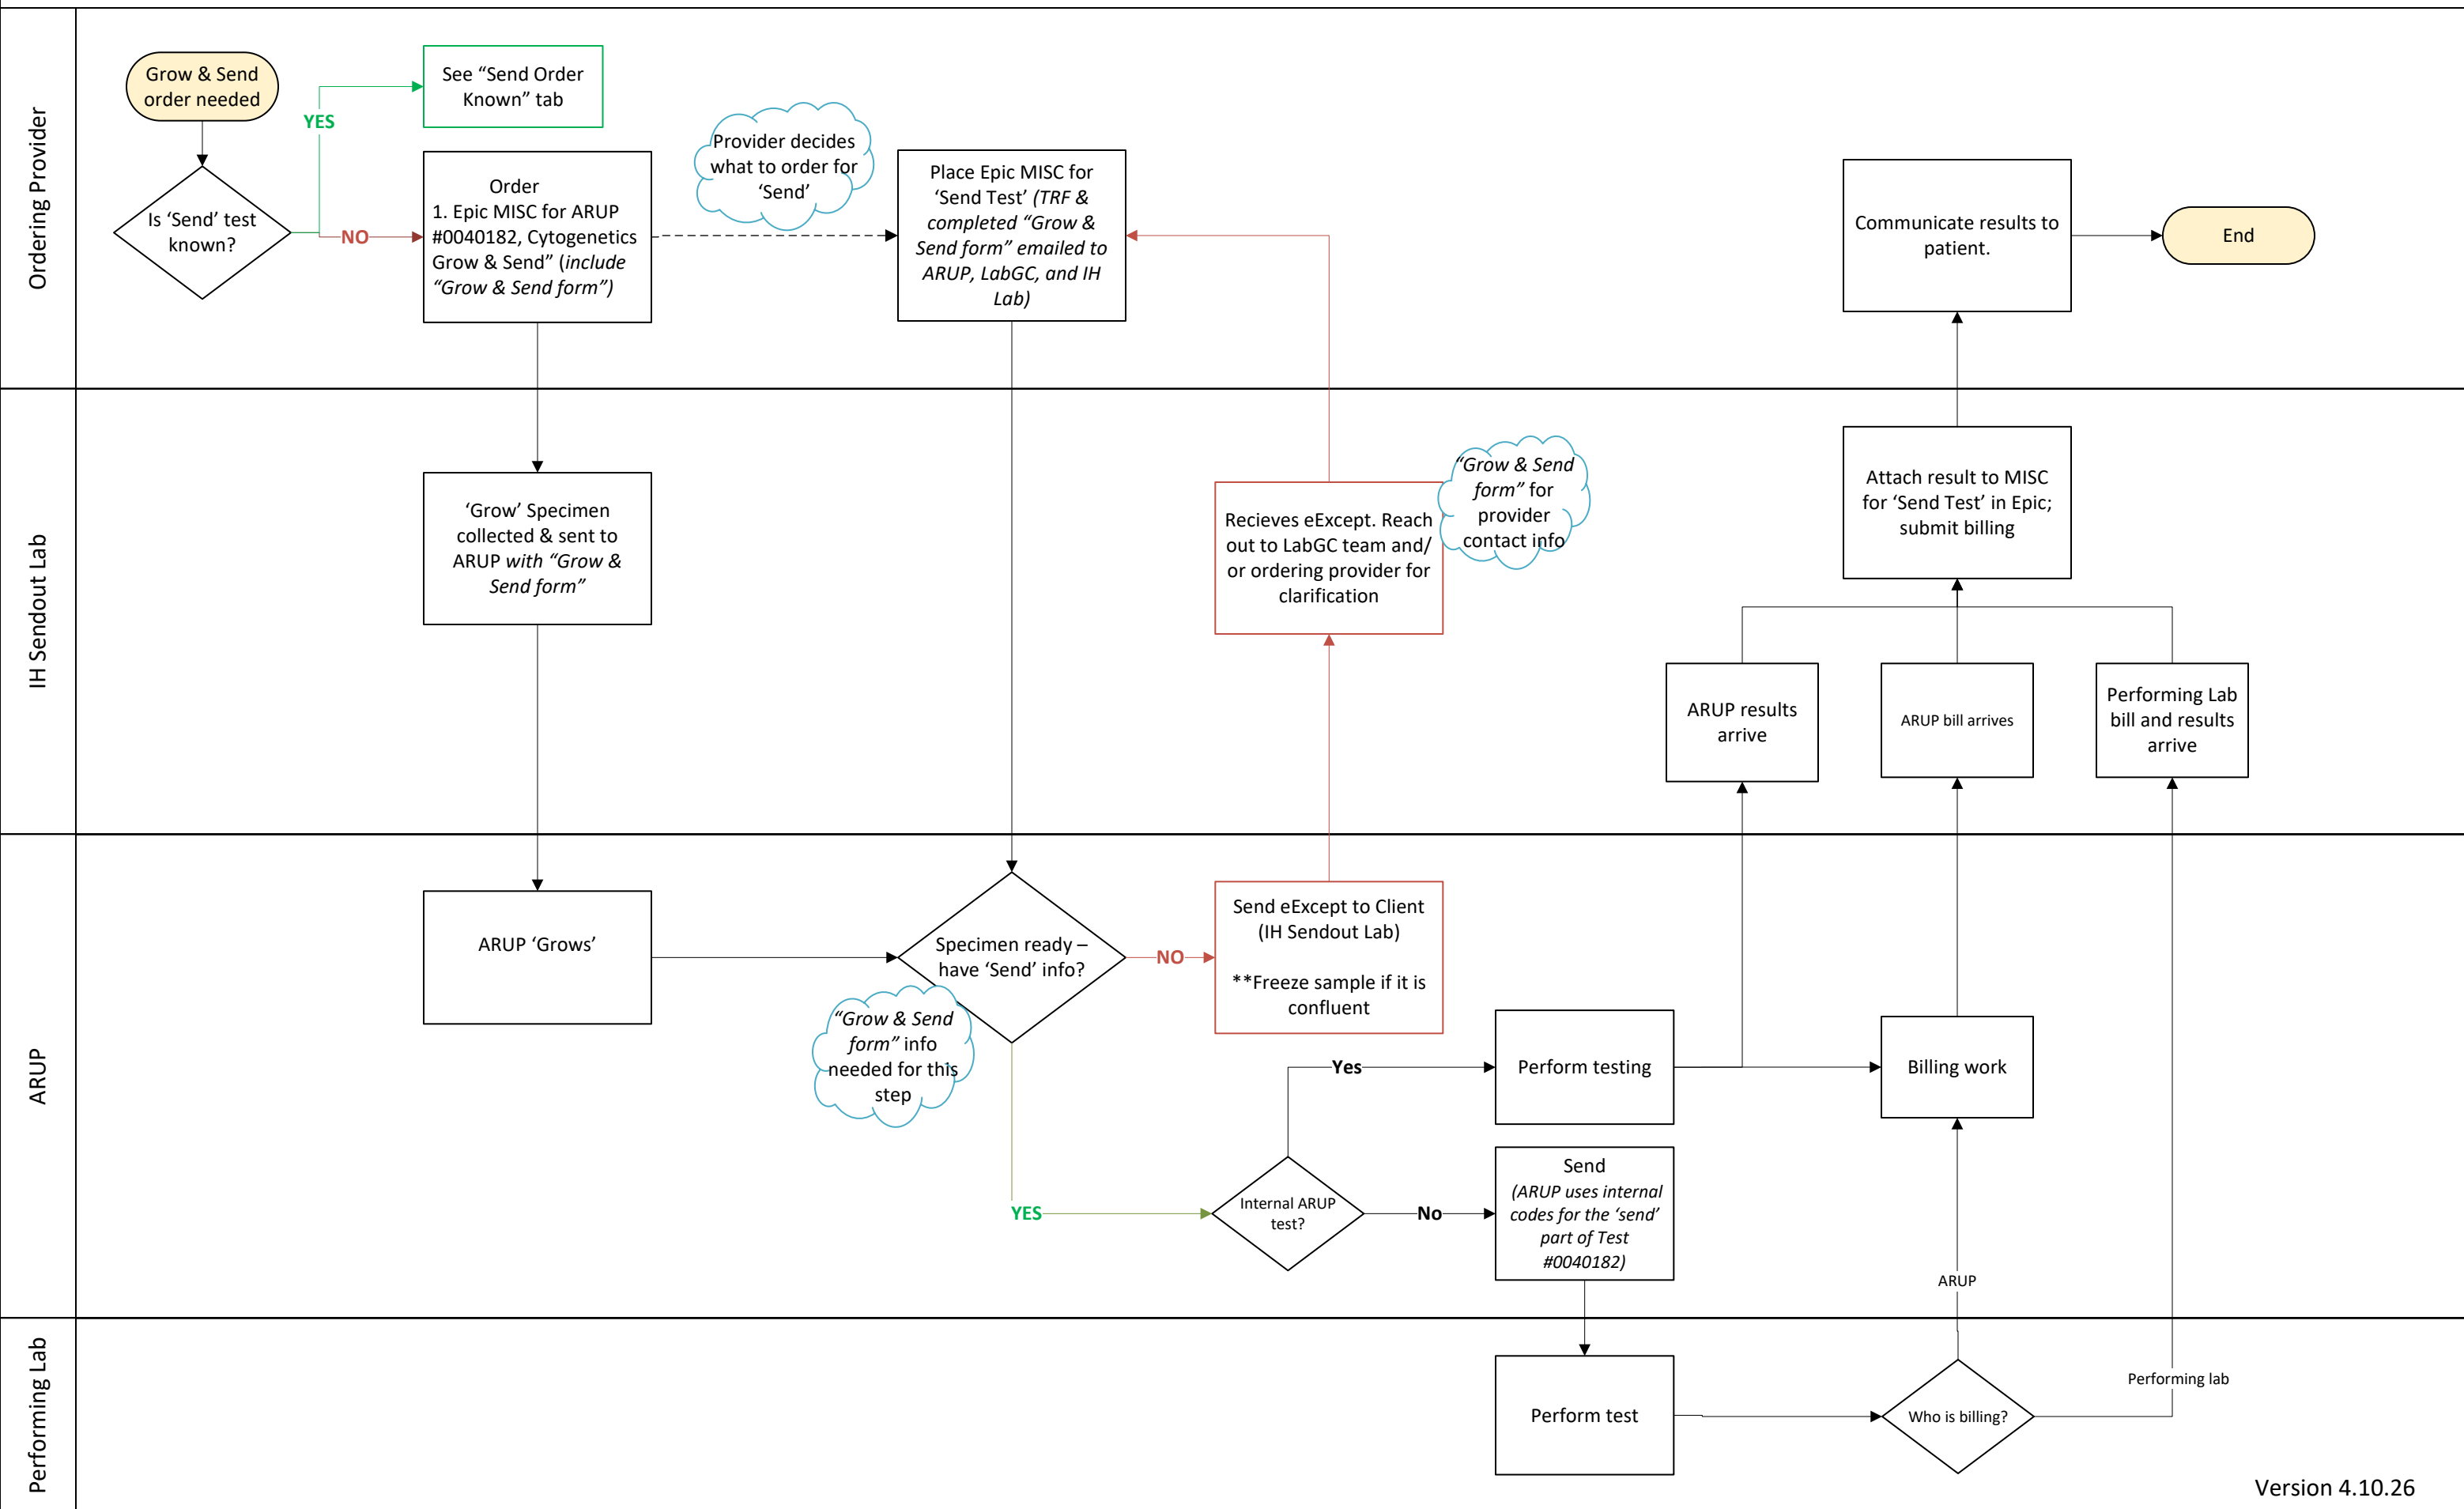 Ordering Provider
Grow & Send
order needed
Is ‘Send’ test
known?
YES
NO
See “Send Order
Known” tab
Order
1. Epic MISC for ARUP
#0040182, Cytogenetics
Grow & Send” (include
“Grow & Send form”)
Provider decides
what to order for
‘Send’
Place Epic MISC for
‘Send Test’ (TRF &
completed “Grow &
Send form” emailed to
ARUP, LabGC, and IH
Lab)
Communicate results to
patient.
End
IH Sendout Lab
‘Grow’ Specimen
collected & sent to
ARUP with “Grow &
Send form”
Recieves eExcept. Reach
out to LabGC team and/
or ordering provider for
clarification
“Grow & Send
form” for
provider
contact info
Attach result to MISC
for ‘Send Test’ in Epic;
submit billing
ARUP results
arrive
ARUP bill arrives
Performing Lab
bill and results
arrive
ARUP
ARUP ‘Grows’
Specimen ready –
have ‘Send’ info?
“Grow & Send
form” info
needed for this
step
NO
Send eExcept to Client
(IH Sendout Lab)
**Freeze sample if it is
confluent
YES
Internal ARUP
test?
Yes
No
Perform testing
Send
(ARUP uses internal
codes for the ‘send’
part of Test
#0040182)
Billing work
ARUP
Performing Lab
Perform test
Who is billing?
Performing lab
Version 4.10.26